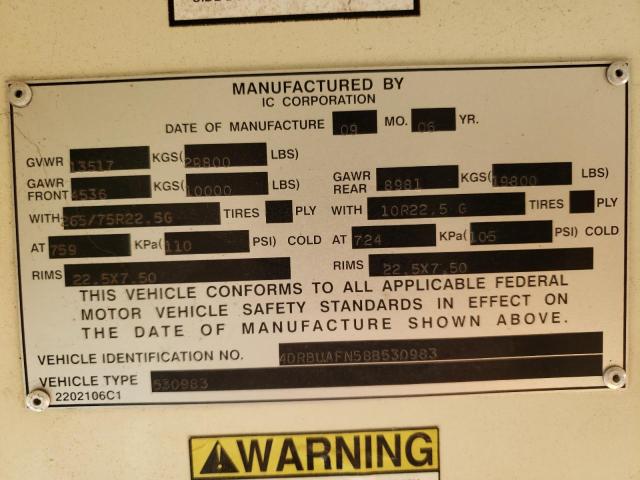 MANUFACTURED BY
IC CORPORATION
DATE OF MANUFACTURE 09 MO. 06 YR.
GVWR 13517 KGS( 29800 LBS)
GAWR FRONT 4536 KGS( 10000 LBS) GAWR REAR 8981 KGS( 19800 LBS)
WITH 265/75R22.5G TIRES PLY WITH 10R22.5 G TIRES PLY
AT 759 KPa( 110 PSI) COLD AT 724 KPa( 105 PSI) COLD
RIMS 22.5X7.50 RIMS 22.5X7.50
THIS VEHICLE CONFORMS TO ALL APPLICABLE FEDERAL
MOTOR VEHICLE SAFETY STANDARDS IN EFFECT ON
THE DATE OF MANUFACTURE SHOWN ABOVE.
VEHICLE IDENTIFICATION NO. 4DRBUAFN58B530983
VEHICLE TYPE 530983
2202106C1
WARNING